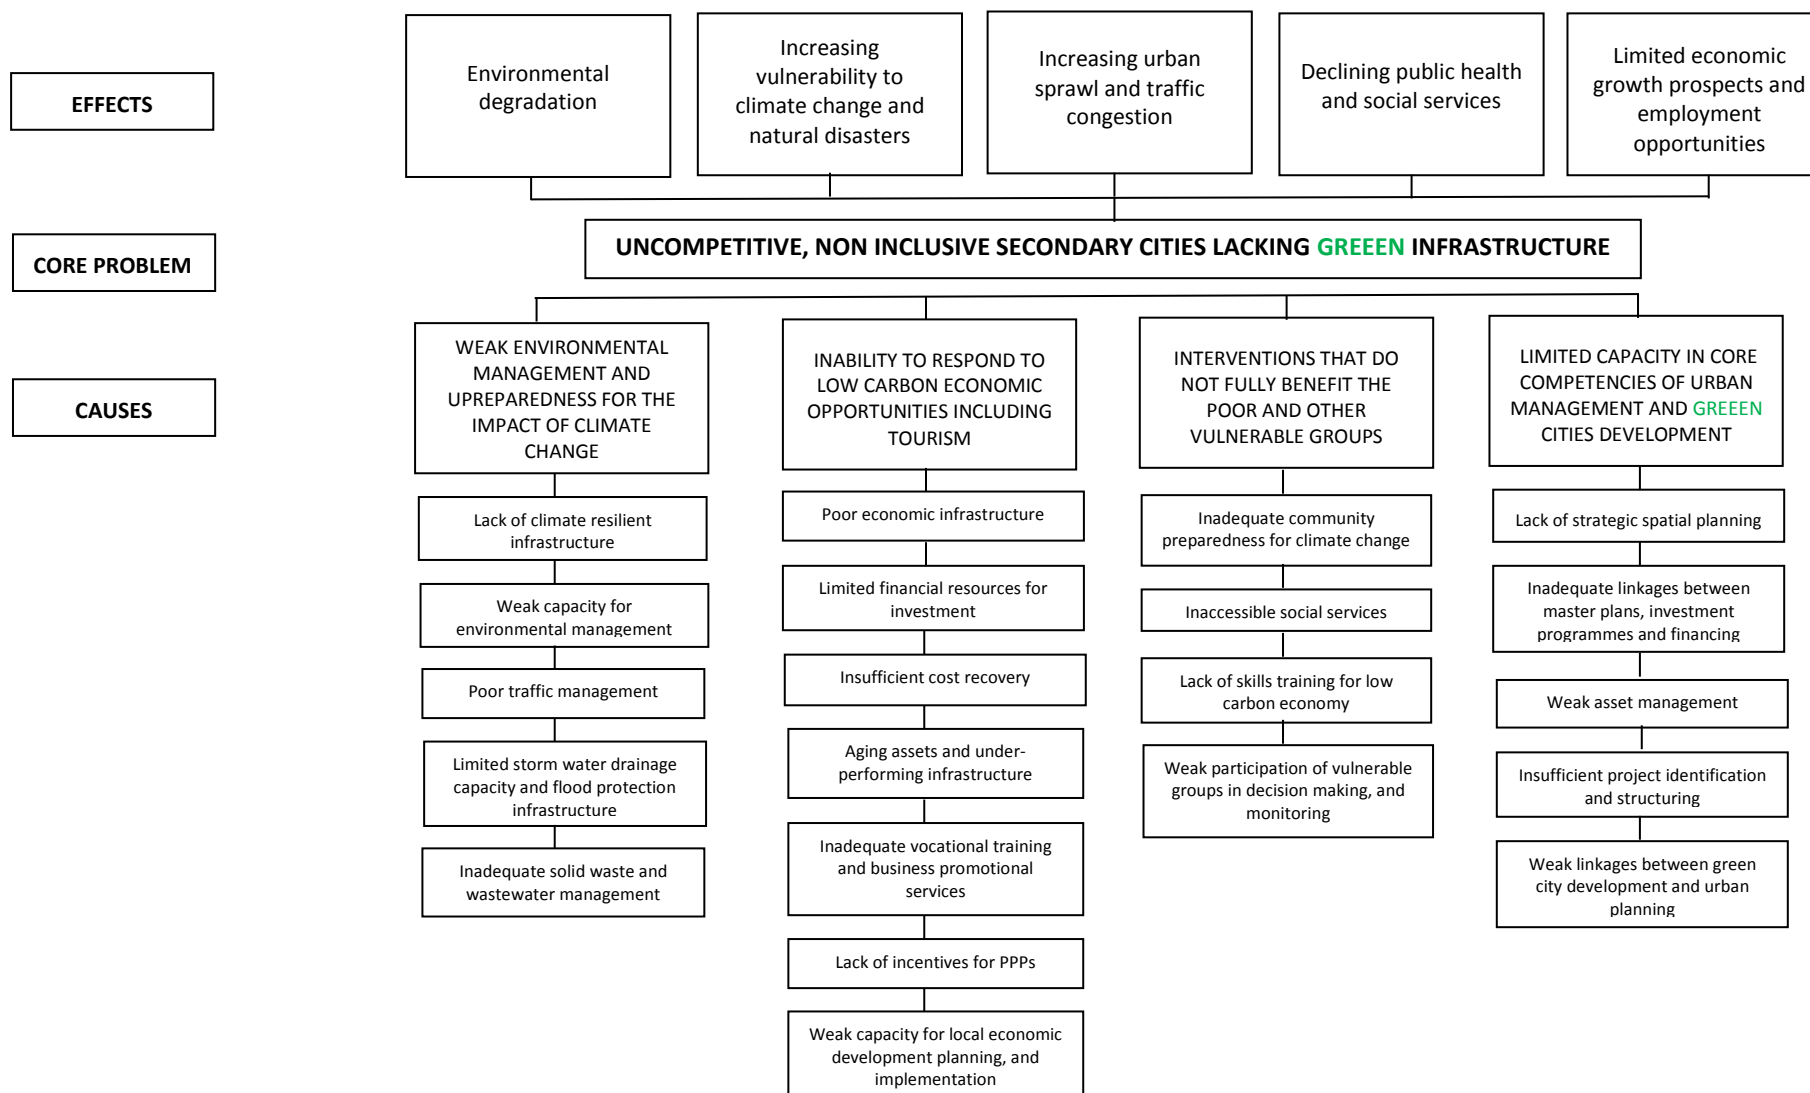 EFFECTS
Environmental
degradation
Increasing
vulnerability to
climate change and
natural disasters
Increasing urban
sprawl and traffic
congestion
Declining public health
and social services
Limited economic
growth prospects and
employment
opportunities
CORE PROBLEM
UNCOMPETITIVE, NON INCLUSIVE SECONDARY CITIES LACKING GREEEN INFRASTRUCTURE
CAUSES
WEAK ENVIRONMENTAL
MANAGEMENT AND
UPREPAREDNESS FOR THE
IMPACT OF CLIMATE
CHANGE
Lack of climate resilient
infrastructure
Weak capacity for
environmental management
Poor traffic management
Limited storm water drainage
capacity and flood protection
infrastructure
Inadequate solid waste and
wastewater management
INABILITY TO RESPOND TO
LOW CARBON ECONOMIC
OPPORTUNITIES INCLUDING
TOURISM
Poor economic infrastructure
Limited financial resources for
investment
Insufficient cost recovery
Aging assets and under-
performing infrastructure
Inadequate vocational training
and business promotional
services
Lack of incentives for PPPs
Weak capacity for local economic
development planning, and
implementation
INTERVENTIONS THAT DO
NOT FULLY BENEFIT THE
POOR AND OTHER
VULNERABLE GROUPS
Inadequate community
preparedness for climate change
Inaccessible social services
Lack of skills training for low
carbon economy
Weak participation of vulnerable
groups in decision making, and
monitoring
LIMITED CAPACITY IN CORE
COMPETENCIES OF URBAN
MANAGEMENT AND GREEEN
CITIES DEVELOPMENT
Lack of strategic spatial planning
Inadequate linkages between
master plans, investment
programmes and financing
Weak asset management
Insufficient project identification
and structuring
Weak linkages between green
city development and urban
planning